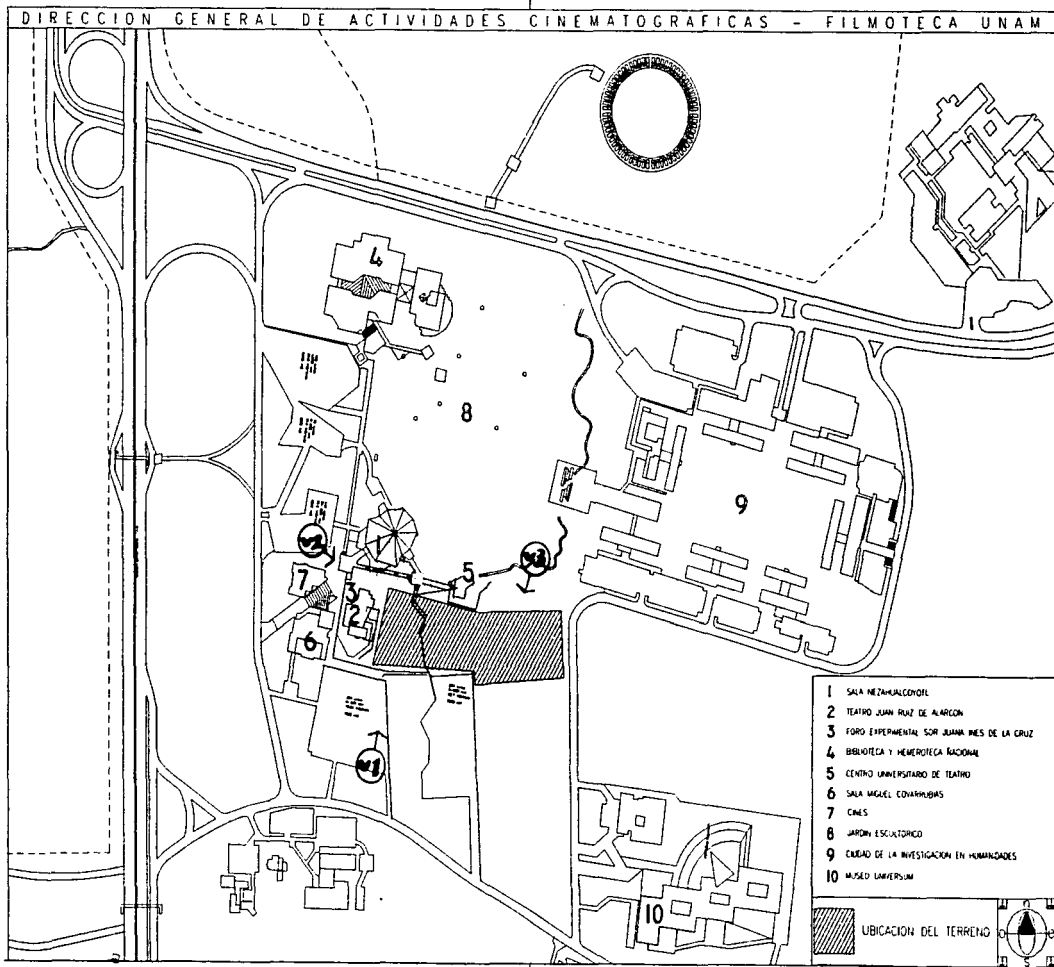 DIRECCION GENERAL DE ACTIVIDADES CINEMATOGRAFICAS - FILMOTECA UNAM
4
8
9
1
v2
v3
5
7
3
2
6
v1
10
1 SALA NEZAHUALCOYOTL
2 TEATRO JUAN RUIZ DE ALARCON
3 FORO EXPERIMENTAL SOR JUANA INES DE LA CRUZ
4 BIBLIOTECA Y HEMEROTECA NACIONAL
5 CENTRO UNIVERSITARIO DE TEATRO
6 SALA MIGUEL COVARRUBIAS
7 CINES
8 JARDIN ESCULTORICO
9 CIUDAD DE LA INVESTIGACION EN HUMANIDADES
10 MUSEO UNIVERSUM
UBICACION DEL TERRENO
n
o
e
s